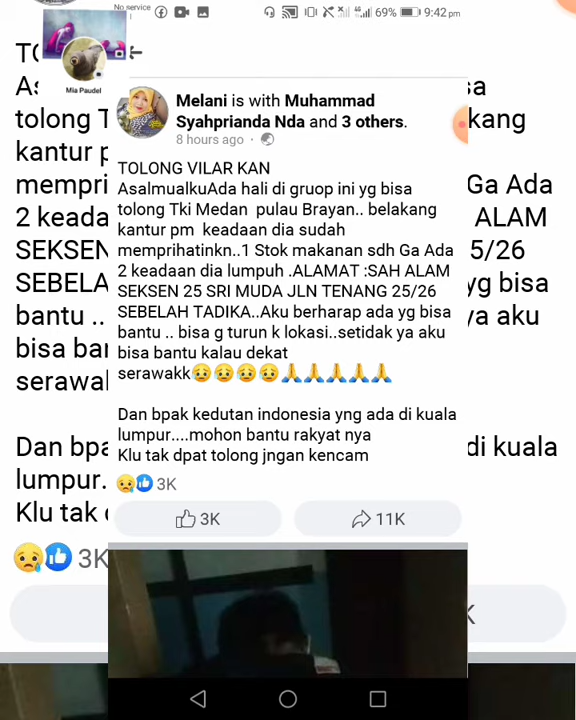 No service
69%
9:42 pm
Mia Paudel
Melani is with Muhammad
Syahprianda Nda and 3 others.
8 hours ago
TOLONG VILAR KAN
AsalmualkuAda hali di gruop ini yg bisa
tolong Tki Medan pulau Brayan.. belakang
kantur pm keadaan dia sudah
memprihatinkn..1 Stok makanan sdh Ga Ada
2 keadaan dia lumpuh .ALAMAT :SAH ALAM
SEKSEN 25 SRI MUDA JLN TENANG 25/26
SEBELAH TADIKA..Aku berharap ada yg bisa
bantu .. bisa g turun k lokasi..setidak ya aku
bisa bantu kalau dekat
serawakk😥😥😥😥🙏🙏🙏🙏🙏
Dan bpak kedutan indonesia yng ada di kuala
lumpur....mohon bantu rakyat nya
Klu tak dpat tolong jngan kencam
3K
3K
11K